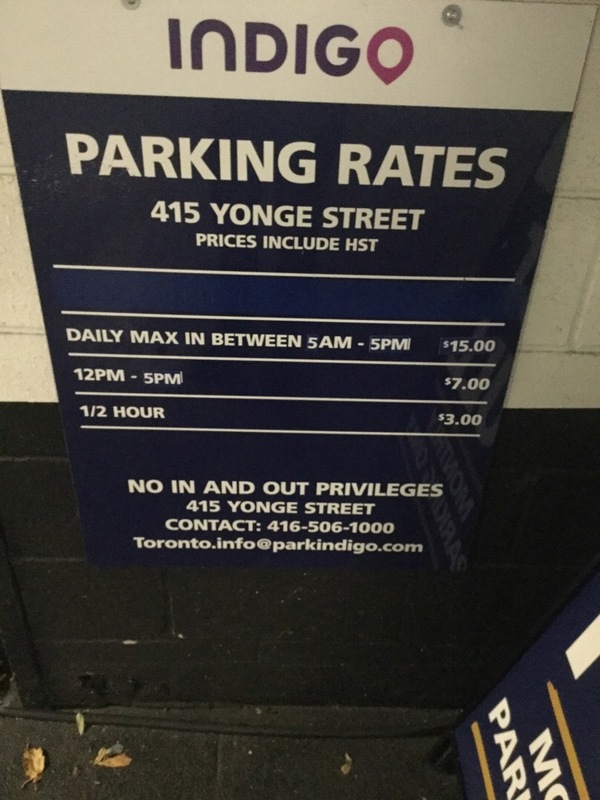 INDIGO
PARKING RATES
415 YONGE STREET
PRICES INCLUDE HST
DAILY MAX IN BETWEEN 5AM - 5PM $15.00
12PM - 5PM $7.00
1/2 HOUR $3.00
NO IN AND OUT PRIVILEGES
415 YONGE STREET
CONTACT: 416-506-1000
Toronto.info@parkindigo.com
MO
PARI